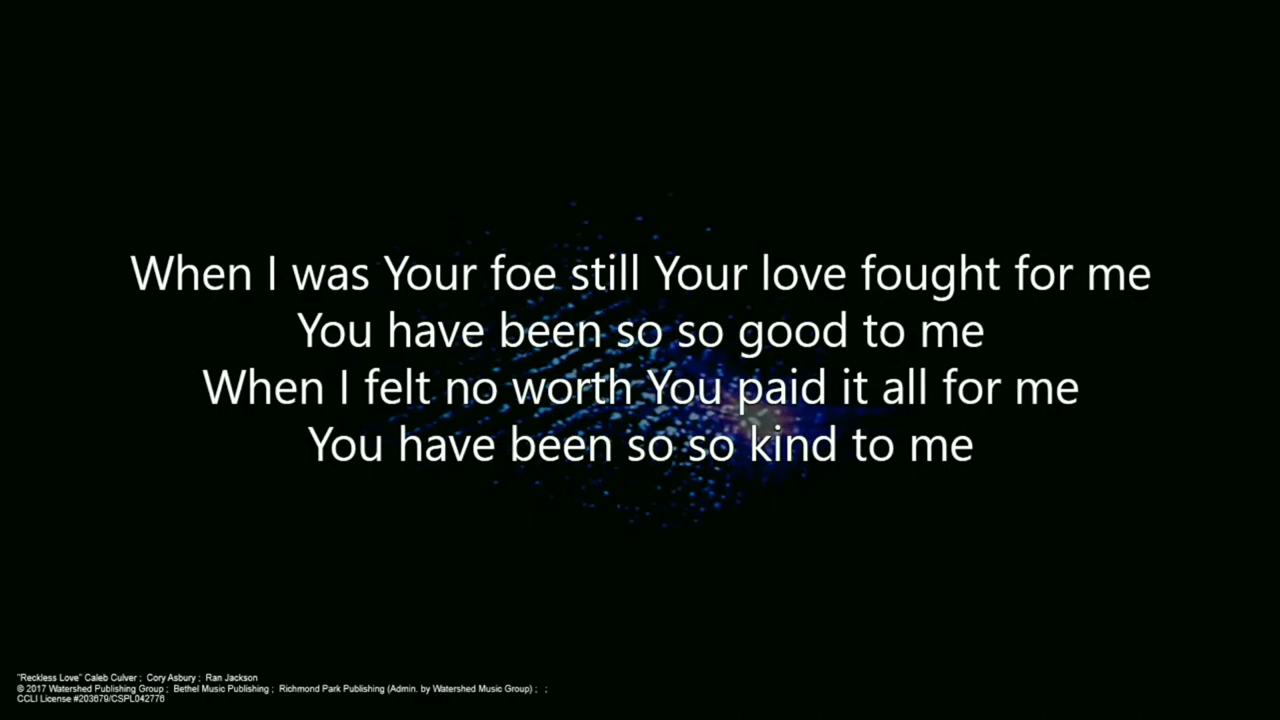 When I was Your foe still Your love fought for me
You have been so so good to me
When I felt no worth You paid it all for me
You have been so so kind to me
"Reckless Love" Caleb Culver ; Cory Asbury ; Ran Jackson
© 2017 Watershed Publishing Group ; Bethel Music Publishing ; Richmond Park Publishing (Admin. by Watershed Music Group) ; ;
CCLI License #203679/CSPL042776